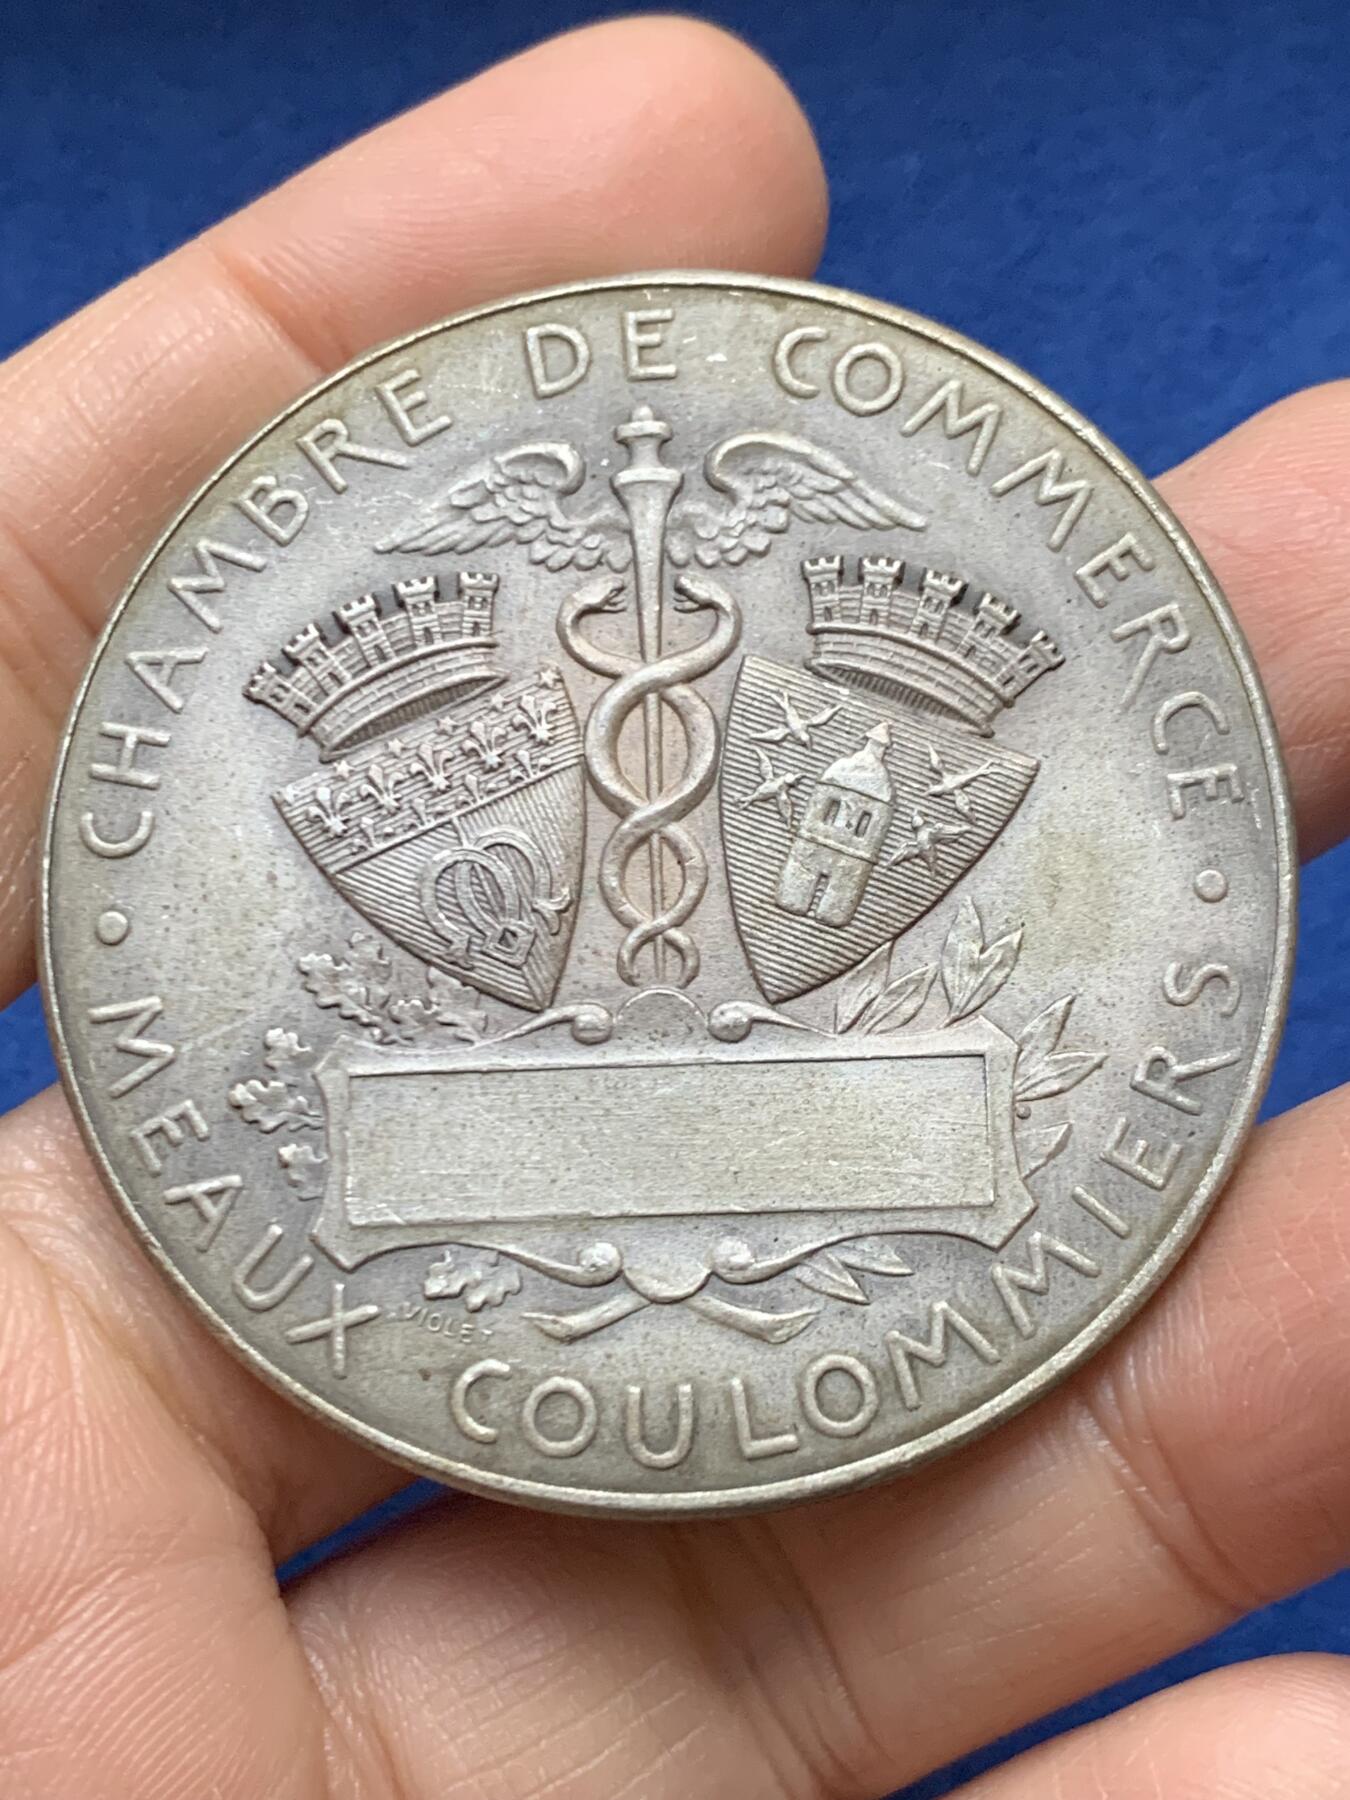 • CHAMBRE DE COMMERCE •
MEAUX COULOMMIERS
VIOLET